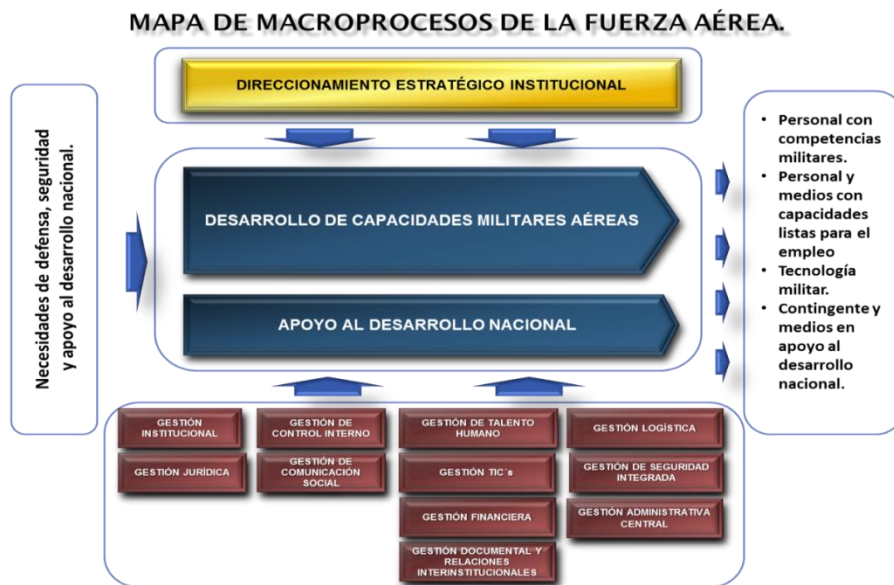 MAPA DE MACROPROCESOS DE LA FUERZA AÉREA.
DIRECCIONAMIENTO ESTRATÉGICO INSTITUCIONAL
Necesidades de defensa, seguridad
y apoyo al desarrollo nacional.
DESARROLLO DE CAPACIDADES MILITARES AÉREAS
APOYO AL DESARROLLO NACIONAL
• Personal con
competencias
militares.
• Personal y
medios con
capacidades
listas para el
empleo
• Tecnología
militar.
• Contingente y
medios en
apoyo al
desarrollo
nacional.
GESTIÓN
INSTITUCIONAL
GESTIÓN DE
CONTROL INTERNO
GESTIÓN DE TALENTO
HUMANO
GESTIÓN LOGÍSTICA
GESTIÓN JURÍDICA
GESTIÓN DE
COMUNICACIÓN
SOCIAL
GESTIÓN TIC´s
GESTIÓN DE SEGURIDAD
INTEGRADA
GESTIÓN FINANCIERA
GESTIÓN ADMINISTRATIVA
CENTRAL
GESTIÓN DOCUMENTAL Y
RELACIONES
INTERINSTITUCIONALES